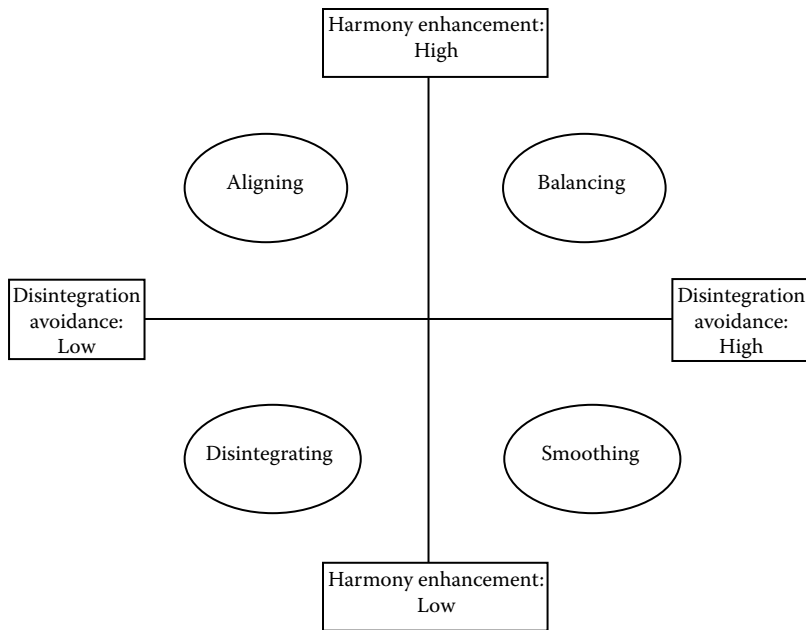 Harmony enhancement:
High
Aligning
Balancing
Disintegration
avoidance:
Low
Disintegration
avoidance:
High
Disintegrating
Smoothing
Harmony enhancement:
Low